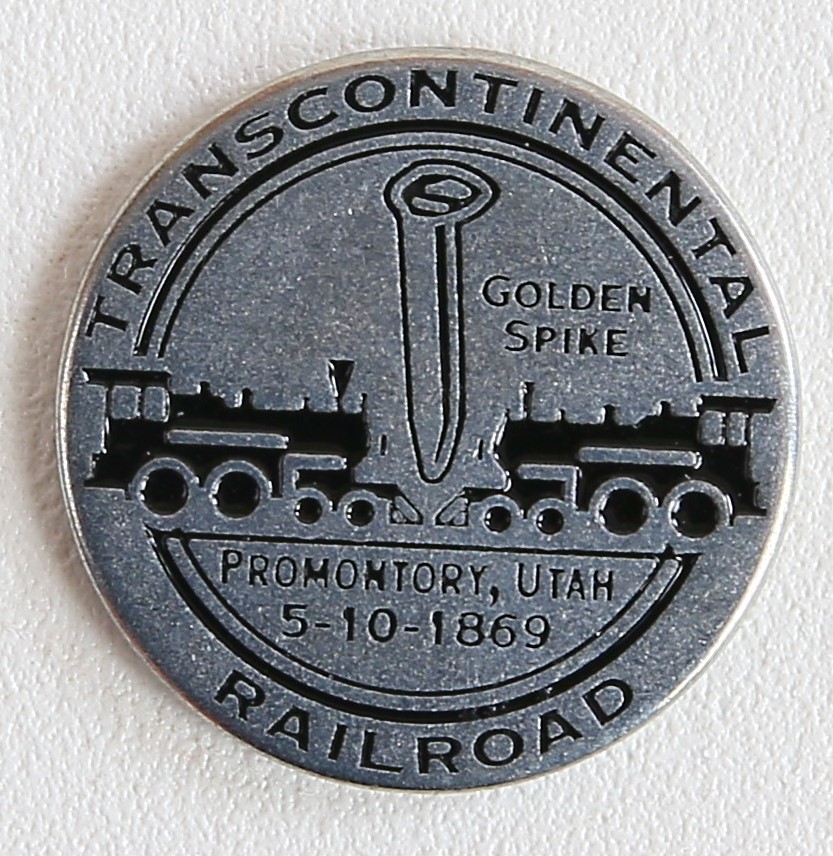 TRANSCONTINENTAL
GOLDEN
SPIKE
PROMONTORY, UTAH
5-10-1869
RAILROAD